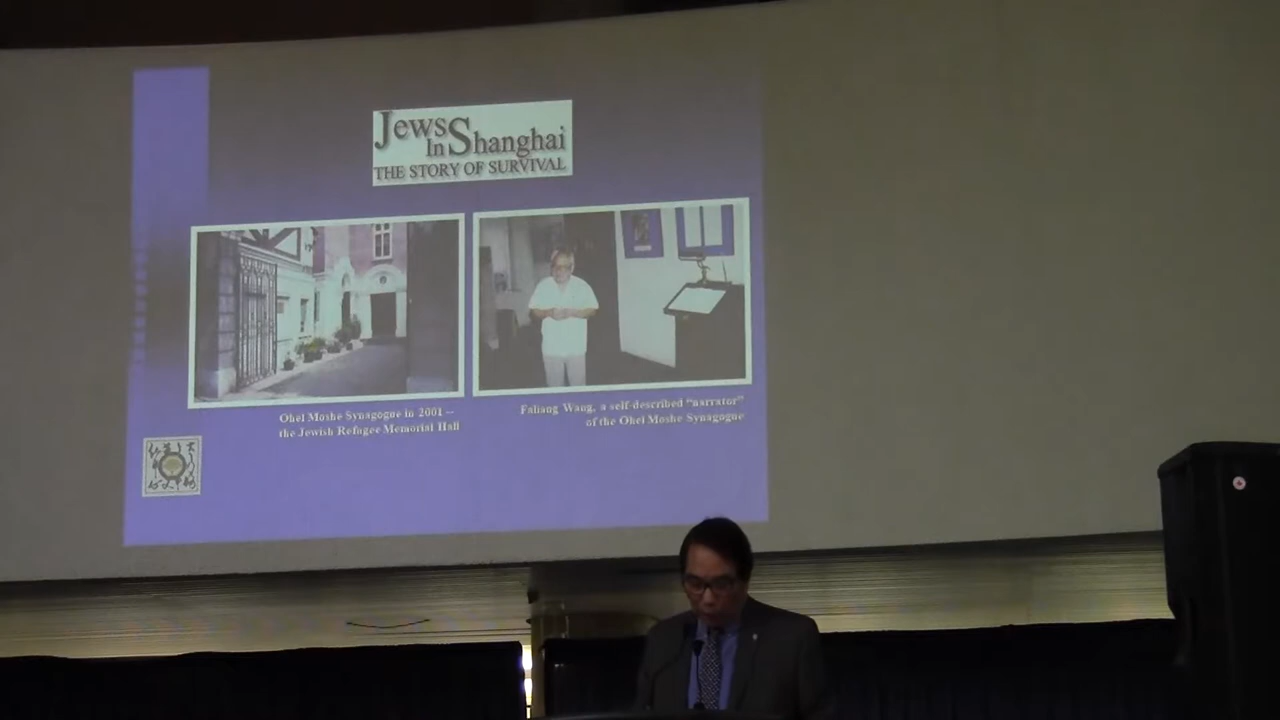 Jews
In Shanghai
THE STORY OF SURVIVAL
Ohel Moshe Synagogue in 2001 –
the Jewish Refugee Memorial Hall
Faliang Wang, a self-described “narrator”
of the Ohel Moshe Synagogue